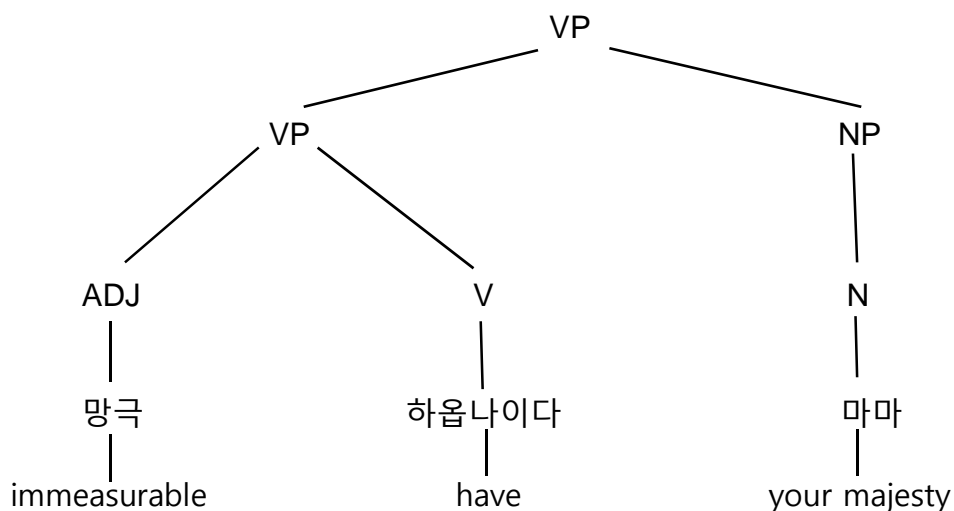 VP
VP NP
ADJ V N
망극 하옵나이다 마마
immeasurable have your majesty